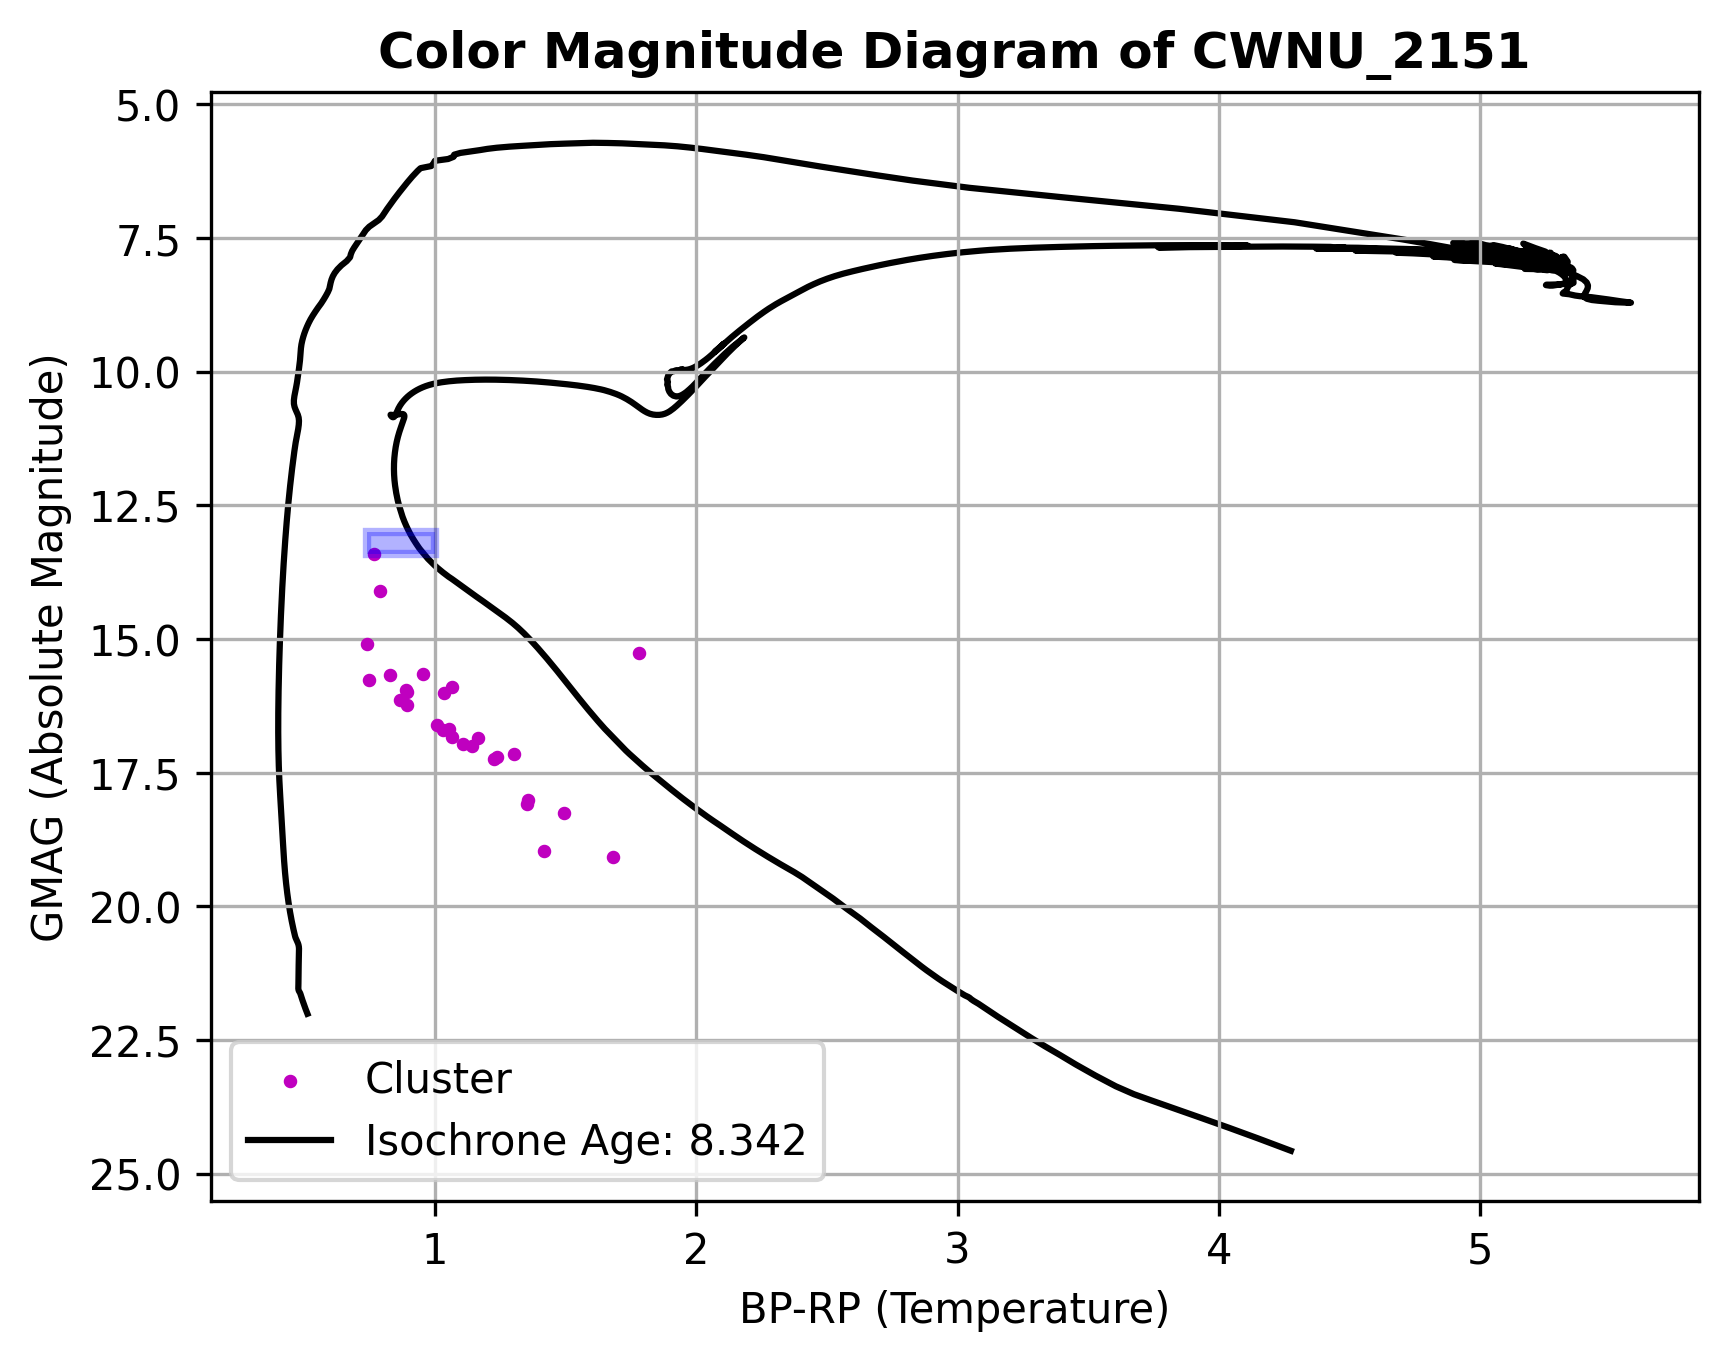 Color Magnitude Diagram of CWNU_2151
GMAG (Absolute Magnitude)
5.0
7.5
10.0
12.5
15.0
17.5
20.0
22.5
25.0
Cluster
Isochrone Age: 8.342
1 2 3 4 5
BP-RP (Temperature)